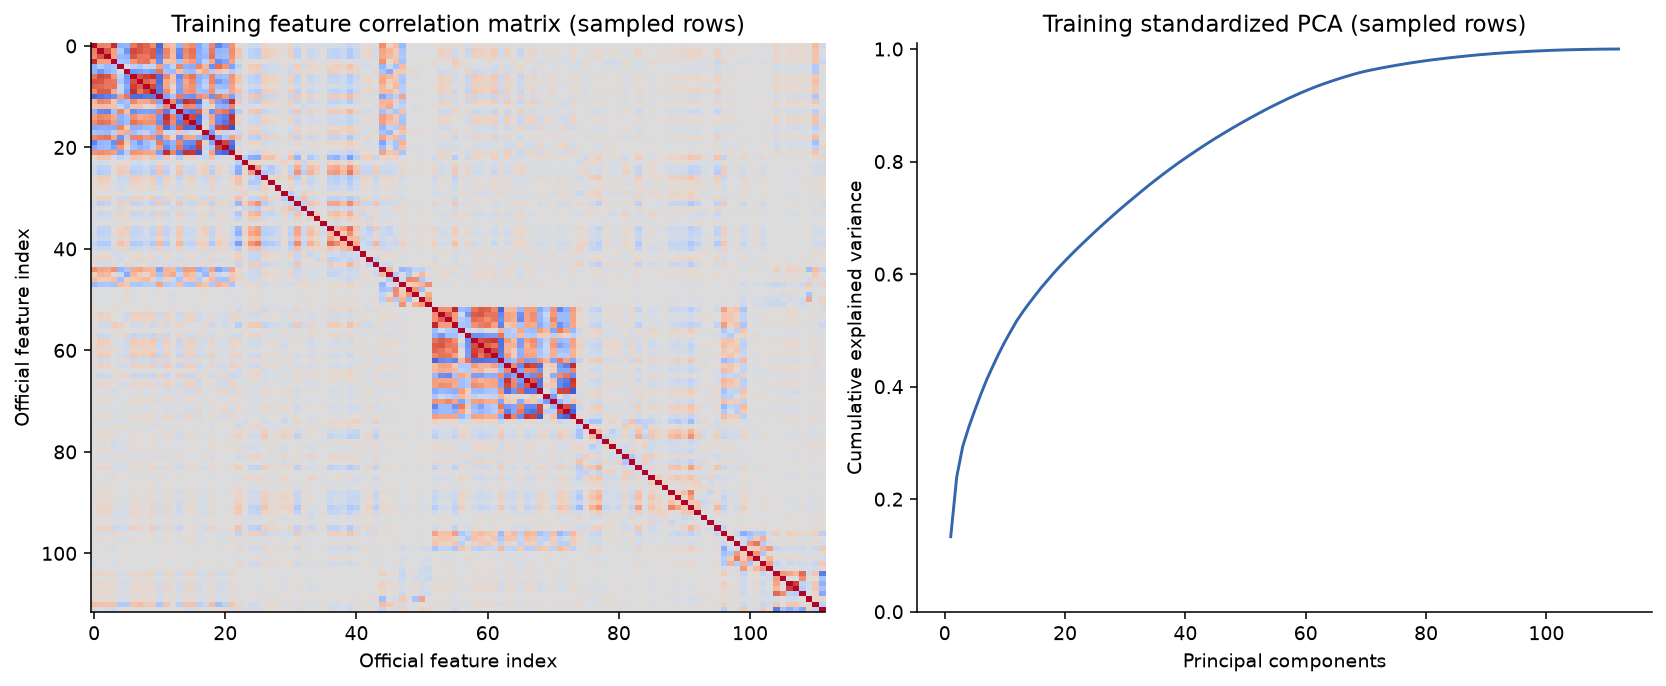 Training feature correlation matrix (sampled rows)
0
20
40
60
80
100
Official feature index
0 20 40 60 80 100
Official feature index
Training standardized PCA (sampled rows)
1.0
0.8
0.6
0.4
0.2
0.0
Cumulative explained variance
0 20 40 60 80 100
Principal components